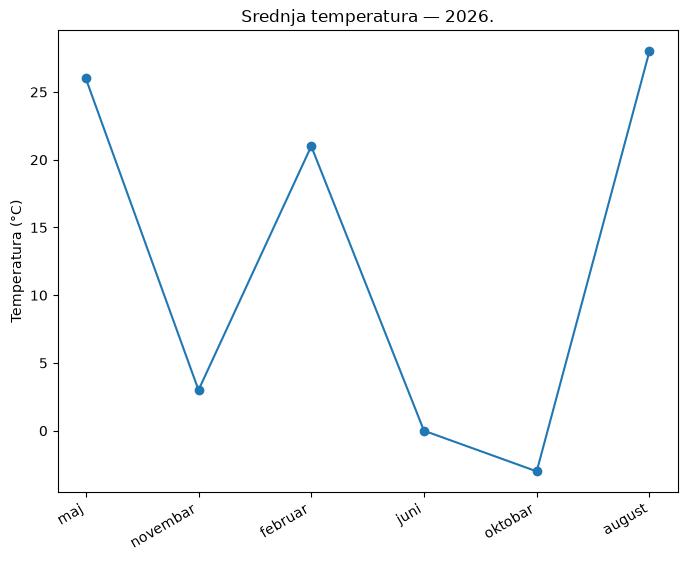 Srednja temperatura — 2026.
Temperatura (°C)
25
20
15
10
5
0
maj
novembar
februar
juni
oktobar
august